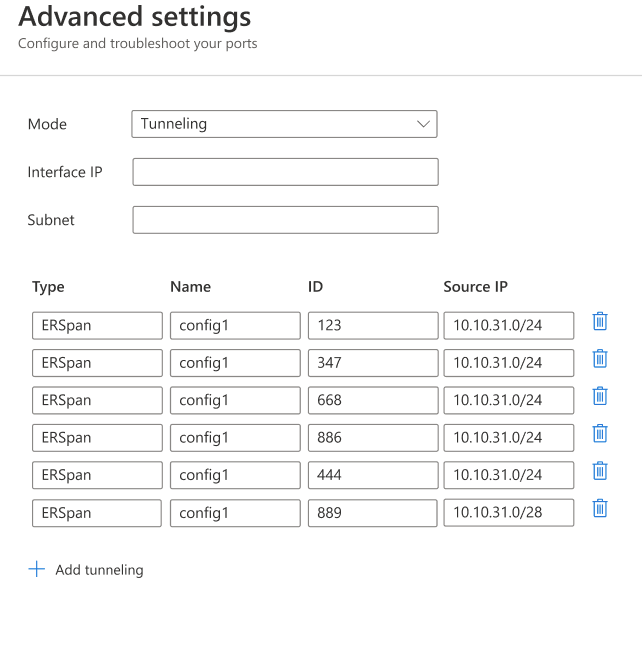 Advanced settings
Configure and troubleshoot your ports
Mode Tunneling
Interface IP
Subnet
Type Name ID Source IP
ERSpan config1 123 10.10.31.0/24
ERSpan config1 347 10.10.31.0/24
ERSpan config1 668 10.10.31.0/24
ERSpan config1 886 10.10.31.0/24
ERSpan config1 444 10.10.31.0/24
ERSpan config1 889 10.10.31.0/28
Add tunneling